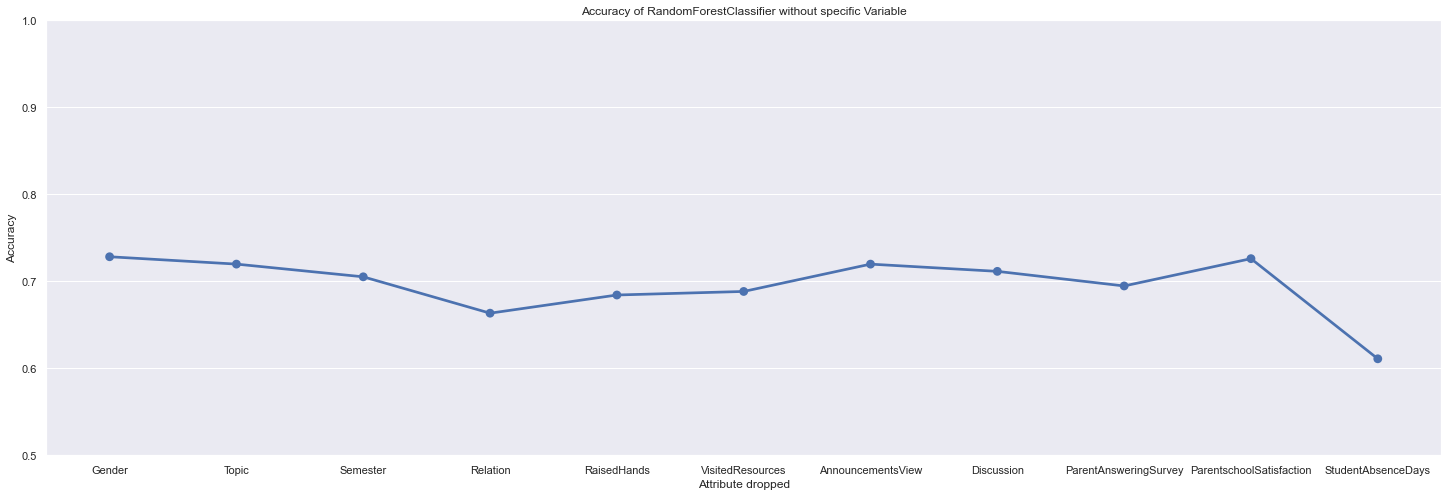 Accuracy of RandomForestClassifier without specific Variable
1.0
0.9
0.8
0.7
0.6
0.5
Accuracy
Gender Topic Semester Relation RaisedHands VisitedResources AnnouncementsView Discussion ParentAnsweringSurvey ParentschoolSatisfaction StudentAbsenceDays
Attribute dropped